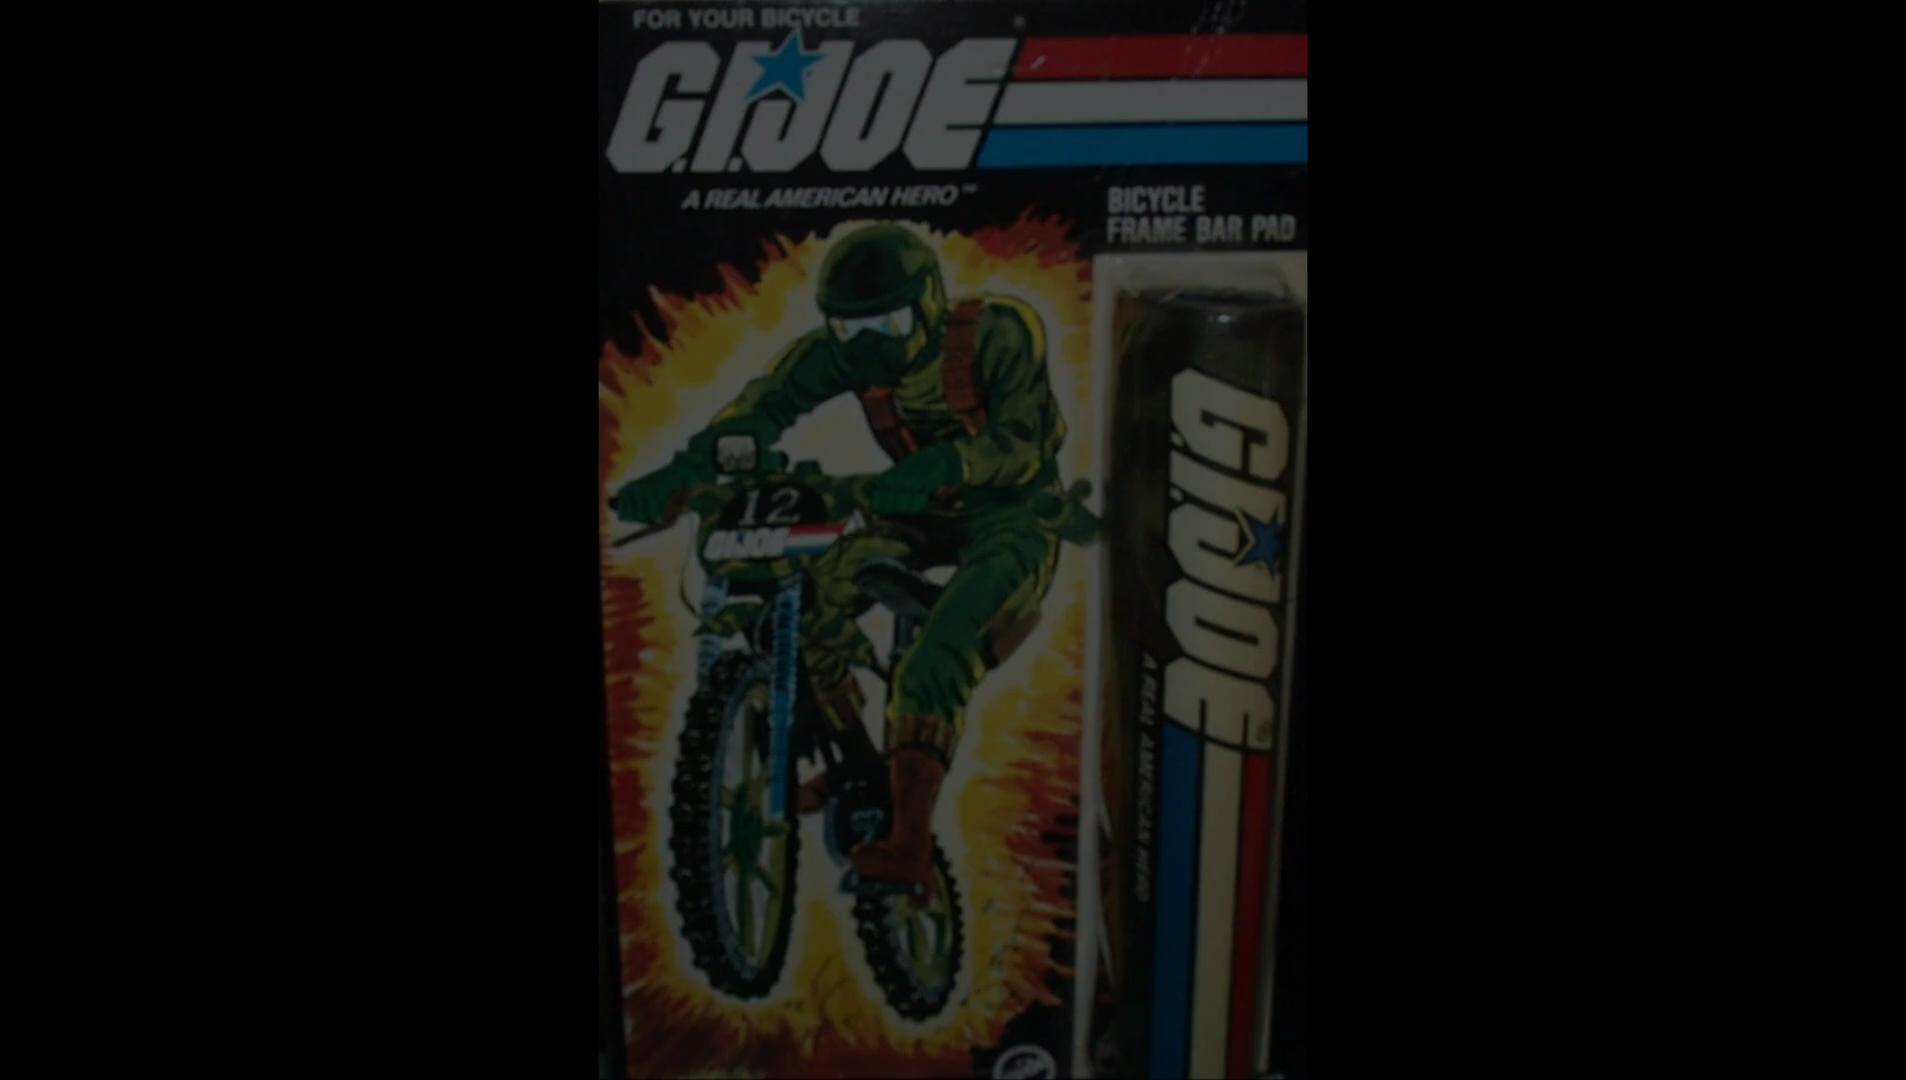 FOR YOUR BICYCLE
G.I.JOE
®
A REAL AMERICAN HERO™
BICYCLE
FRAME BAR PAD
12
G.I.JOE
G.I.JOE
®
A REAL AMERICAN HERO